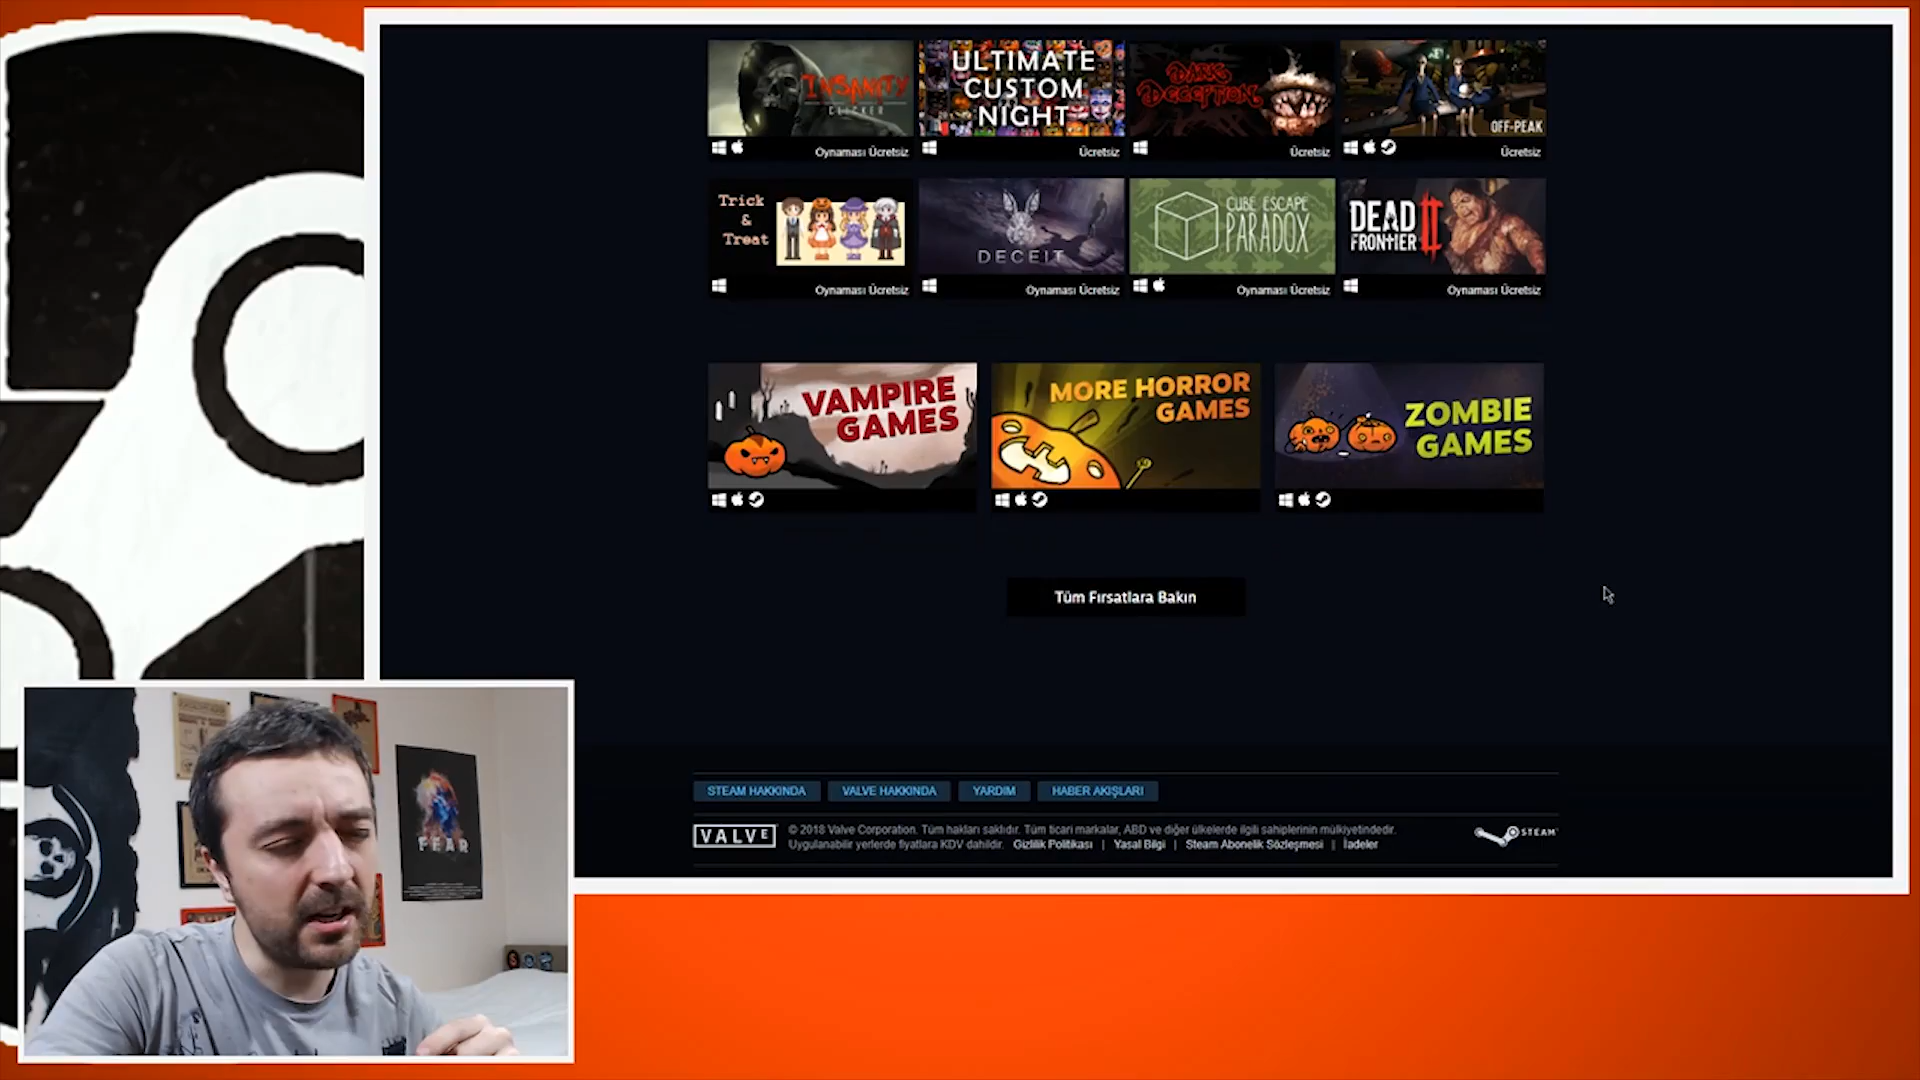 INSANITY
CLICKER
ULTIMATE
CUSTOM
NIGHT
DARK
DECEPTION
OFF-PEAK
Oynaması Ücretsiz
Ücretsiz
Ücretsiz
Ücretsiz
Trick
&
Treat
DECEIT
CUBE ESCAPE
PARADOX
DEAD
FRONTIER II
Oynaması Ücretsiz
Oynaması Ücretsiz
Oynaması Ücretsiz
Oynaması Ücretsiz
VAMPIRE
GAMES
MORE HORROR
GAMES
ZOMBIE
GAMES
Tüm Fırsatlara Bakın
STEAM HAKKINDA
VALVE HAKKINDA
YARDIM
HABER AKIŞLARI
VALVE
© 2018 Valve Corporation. Tüm hakları saklıdır. Tüm ticari markalar, ABD ve diğer ülkelerde ilgili sahiplerinin mülkiyetindedir.
Uygulanabilir yerlerde fiyatlara KDV dahildir. Gizlilik Politikası | Yasal Bilgi | Steam Abonelik Sözleşmesi | İadeler
STEAM
FEAR